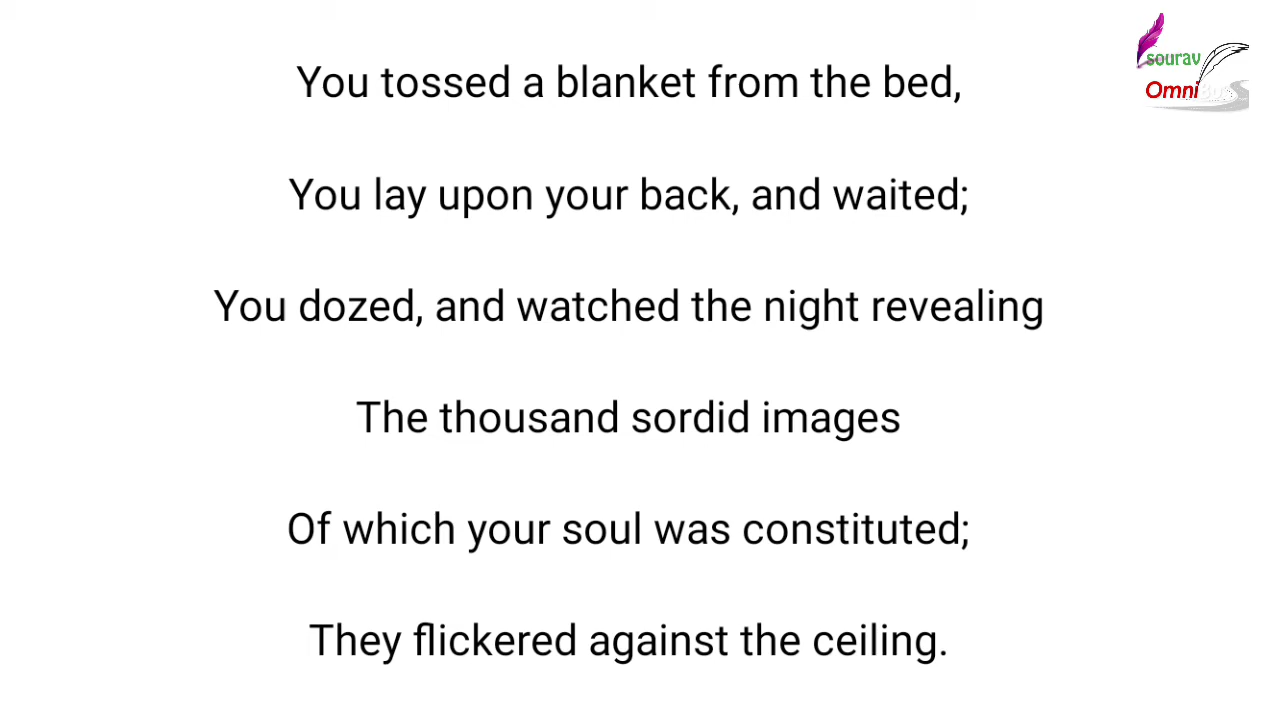 sourav
Omni
You tossed a blanket from the bed,
You lay upon your back, and waited;
You dozed, and watched the night revealing
The thousand sordid images
Of which your soul was constituted;
They flickered against the ceiling.